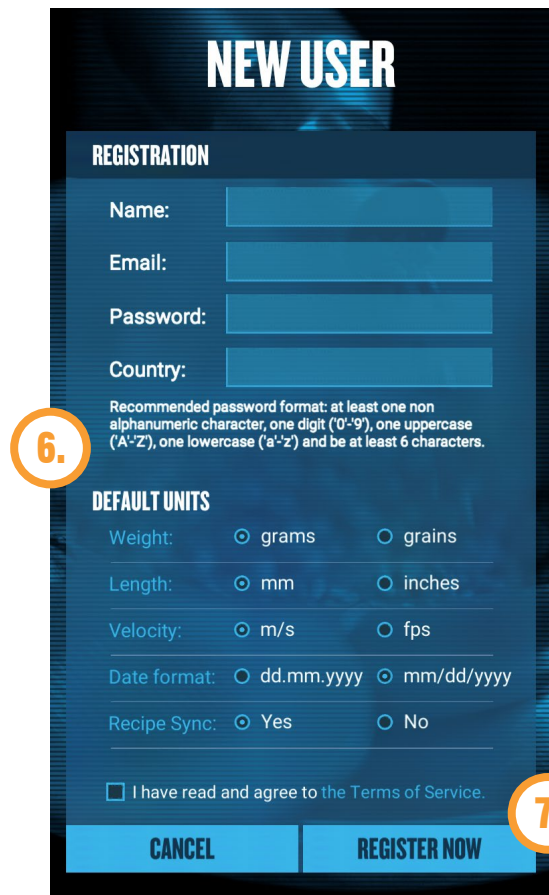 NEW USER
REGISTRATION
Name:
Email:
Password:
Country:
Recommended password format: at least one non
alphanumeric character, one digit ('0'-'9'), one uppercase
('A'-'Z'), one lowercase ('a'-'z') and be at least 6 characters.
6.
DEFAULT UNITS
Weight: grams grains
Length: mm inches
Velocity: m/s fps
Date format: dd.mm.yyyy mm/dd/yyyy
Recipe Sync: Yes No
I have read and agree to the Terms of Service.
7
CANCEL REGISTER NOW